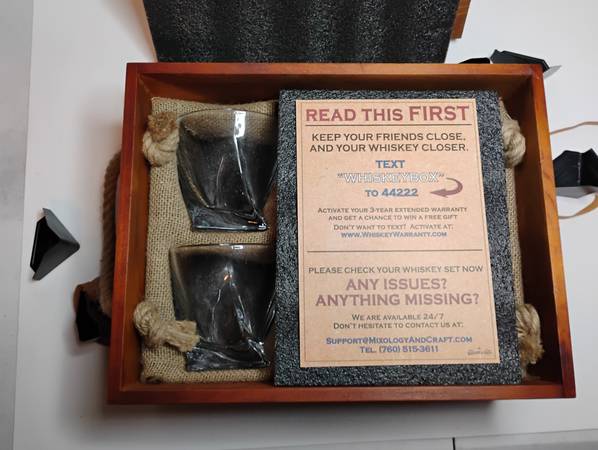 READ THIS FIRST
KEEP YOUR FRIENDS CLOSE,
AND YOUR WHISKEY CLOSER.
TEXT
"WHISKEYBOX"
TO 44222
ACTIVATE YOUR 3-YEAR EXTENDED WARRANTY
AND GET A CHANCE TO WIN A FREE GIFT
DON'T WANT TO TEXT? ACTIVATE AT:
WWW.WHISKEYWARRANTY.COM
PLEASE CHECK YOUR WHISKEY SET NOW
ANY ISSUES?
ANYTHING MISSING?
WE ARE AVAILABLE 24/7
DON'T HESITATE TO CONTACT US AT:
SUPPORT@MIXOLOGYANDCRAFT.COM
TEL. (760) 515-3611